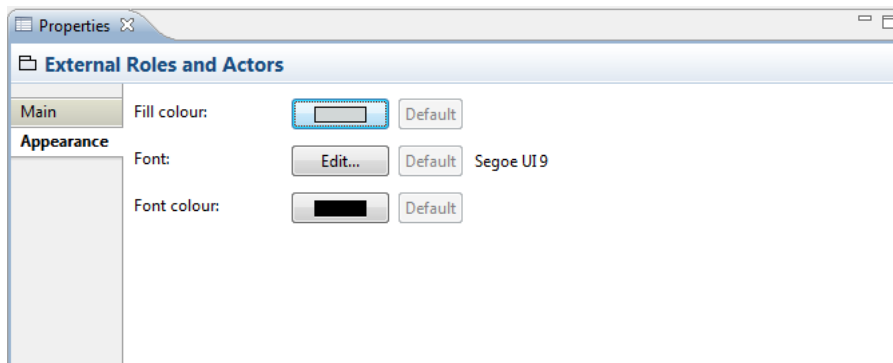 Properties
External Roles and Actors
Main
Fill colour: Default
Appearance
Font: Edit... Default Segoe UI 9
Font colour: Default